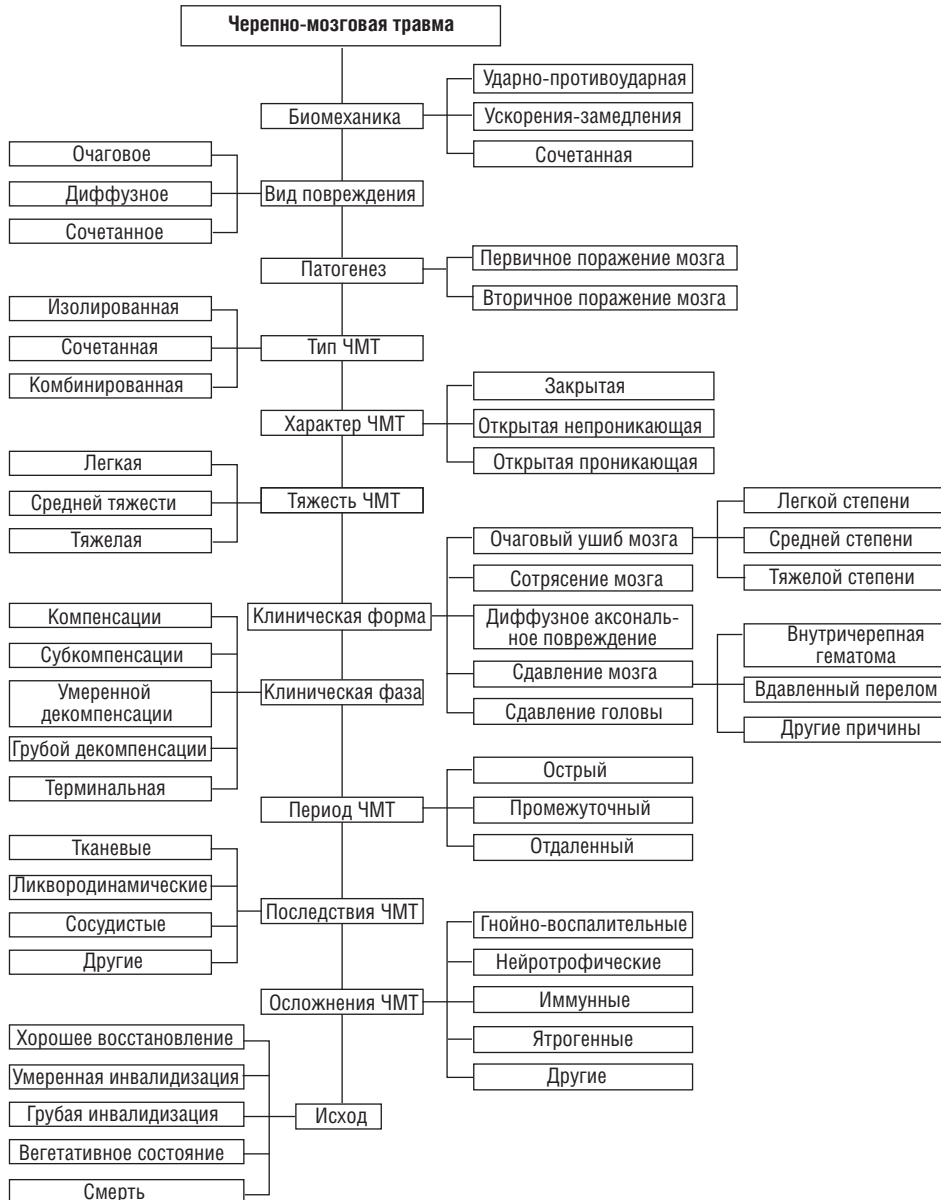 Черепно-мозговая травма
Биомеханика
Ударно-противоударная
Ускорения-замедления
Сочетанная
Вид повреждения
Очаговое
Диффузное
Сочетанное
Патогенез
Первичное поражение мозга
Вторичное поражение мозга
Тип ЧМТ
Изолированная
Сочетанная
Комбинированная
Характер ЧМТ
Закрытая
Открытая непроникающая
Открытая проникающая
Тяжесть ЧМТ
Легкая
Средней тяжести
Тяжелая
Клиническая форма
Очаговый ушиб мозга
Легкой степени
Средней степени
Тяжелой степени
Сотрясение мозга
Диффузное аксональ-
ное повреждение
Сдавление мозга
Внутричерепная
гематома
Вдавленный перелом
Другие причины
Сдавление головы
Клиническая фаза
Компенсации
Субкомпенсации
Умеренной
декомпенсации
Грубой декомпенсации
Терминальная
Период ЧМТ
Острый
Промежуточный
Отдаленный
Последствия ЧМТ
Тканевые
Ликвородинамические
Сосудистые
Другие
Осложнения ЧМТ
Гнойно-воспалительные
Нейротрофические
Иммунные
Ятрогенные
Другие
Исход
Хорошее восстановление
Умеренная инвалидизация
Грубая инвалидизация
Вегетативное состояние
Смерть